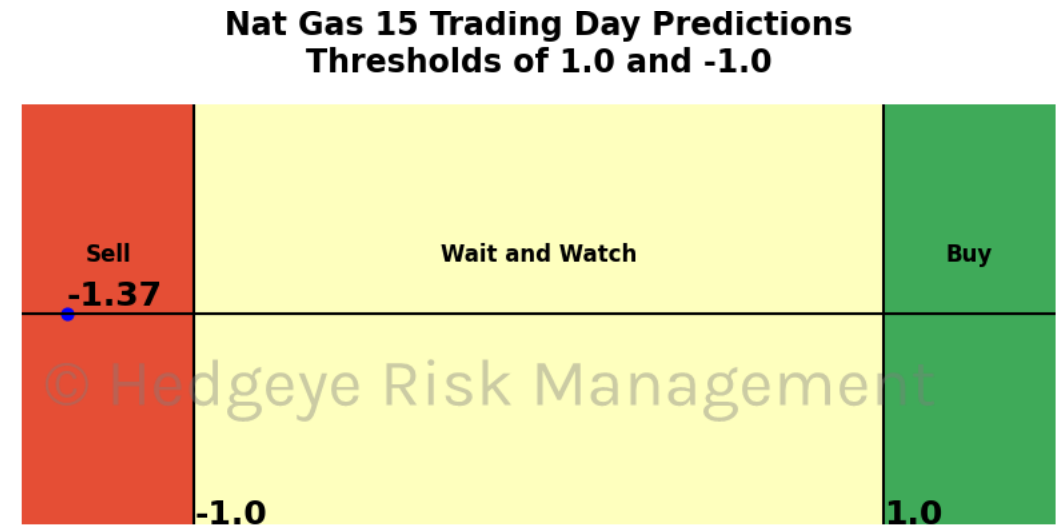 Nat Gas 15 Trading Day Predictions
Thresholds of 1.0 and -1.0
Sell
Wait and Watch
Buy
-1.37
© Hedgeye Risk Management
-1.0
1.0